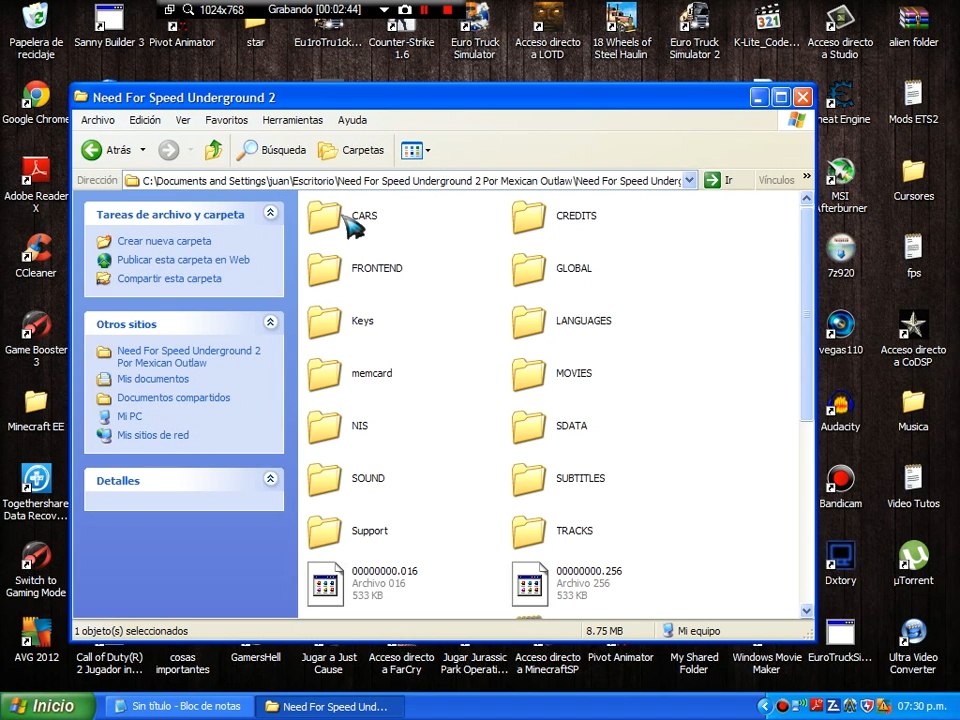 1024x768 Grabando [00:02:44]
Papelera de reciclaje
Sanny Builder 3
Pivot Animator
star
Eu1roTru1ck...
Counter-Strike 1.6
Euro Truck Simulator
Acceso directo a LOTD
18 Wheels of Steel Haulin
Euro Truck Simulator 2
K-Lite_Code...
Acceso directo a Studio
alien folder
Google Chrome
Adobe Reader X
CCleaner
Game Booster 3
Minecraft EE
Togethershare Data Recov...
Switch to Gaming Mode
AVG 2012
Need For Speed Underground 2
Archivo Edición Ver Favoritos Herramientas Ayuda
Atrás Búsqueda Carpetas
Dirección C:\Documents and Settings\juan\Escritorio\Need For Speed Underground 2 Por Mexican Outlaw\Need For Speed Underg Ir Vínculos »
Tareas de archivo y carpeta
Crear nueva carpeta
Publicar esta carpeta en Web
Compartir esta carpeta
Otros sitios
Need For Speed Underground 2
Por Mexican Outlaw
Mis documentos
Documentos compartidos
Mi PC
Mis sitios de red
Detalles
CARS CREDITS
FRONTEND GLOBAL
Keys LANGUAGES
memcard MOVIES
NIS SDATA
SOUND SUBTITLES
Support TRACKS
00000000.016
Archivo 016
533 KB
00000000.256
Archivo 256
533 KB
1 objeto(s) seleccionados 8.75 MB Mi equipo
heat Engine
Mods ETS2
MSI Afterburner
Cursores
7z920
fps
vegas110
Acceso directo a CoDSP
Audacity
Musica
Bandicam
Video Tutos
Dxtory
µTorrent
Call of Duty(R) 2 Jugador in...
cosas importantes
GamersHell
Jugar a Just Cause
Acceso directo a FarCry
Jugar Jurassic Park Operati...
Acceso directo a MinecraftSP
Pivot Animator
My Shared Folder
Windows Movie Maker
EuroTruckSi...
Ultra Video Converter
Inicio
Sin título - Bloc de notas
Need For Speed Und...
07:30 p.m.